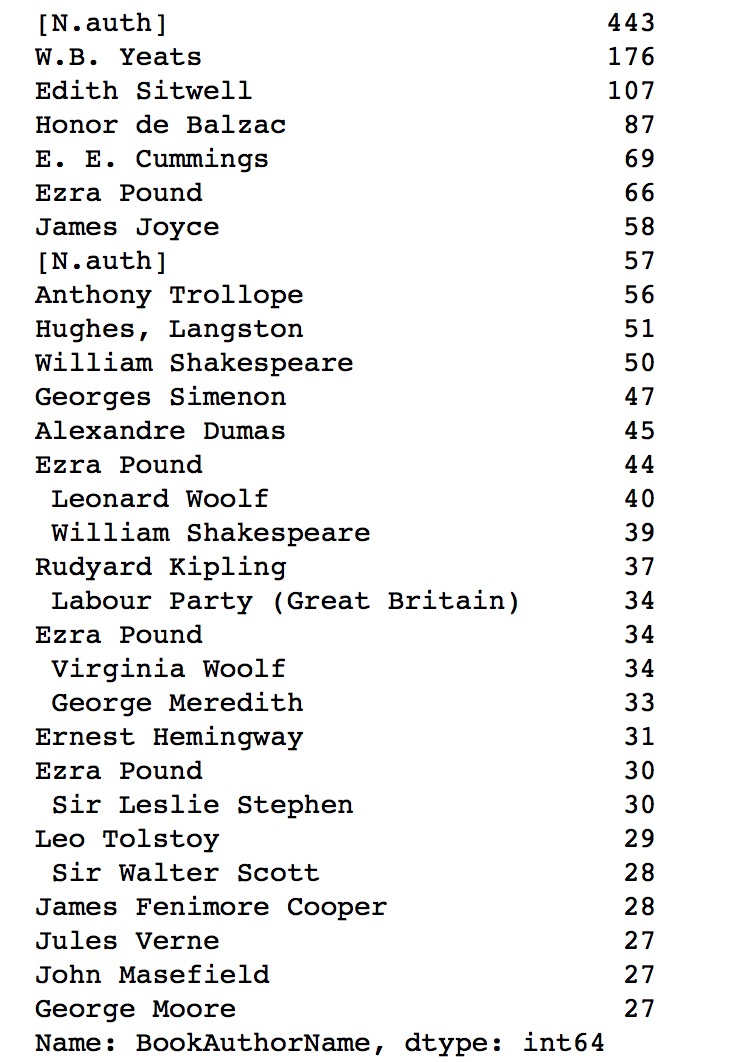 [N.auth] 443
W.B. Yeats 176
Edith Sitwell 107
Honor de Balzac 87
E. E. Cummings 69
Ezra Pound 66
James Joyce 58
[N.auth] 57
Anthony Trollope 56
Hughes, Langston 51
William Shakespeare 50
Georges Simenon 47
Alexandre Dumas 45
Ezra Pound 44
 Leonard Woolf 40
 William Shakespeare 39
Rudyard Kipling 37
 Labour Party (Great Britain) 34
Ezra Pound 34
 Virginia Woolf 34
 George Meredith 33
Ernest Hemingway 31
Ezra Pound 30
 Sir Leslie Stephen 30
Leo Tolstoy 29
 Sir Walter Scott 28
James Fenimore Cooper 28
Jules Verne 27
John Masefield 27
George Moore 27
Name: BookAuthorName, dtype: int64